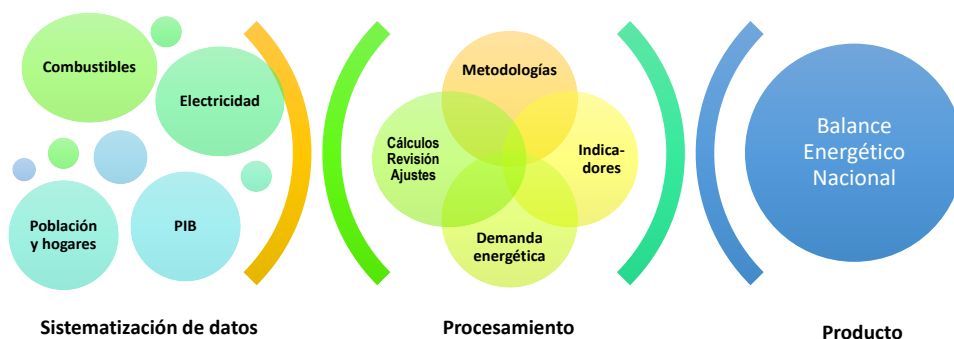 Combustibles
Electricidad
Población
y hogares
PIB
Sistematización de datos
Metodologías
Cálculos
Revisión
Ajustes
Indica-
dores
Demanda
energética
Procesamiento
Balance
Energético
Nacional
Producto